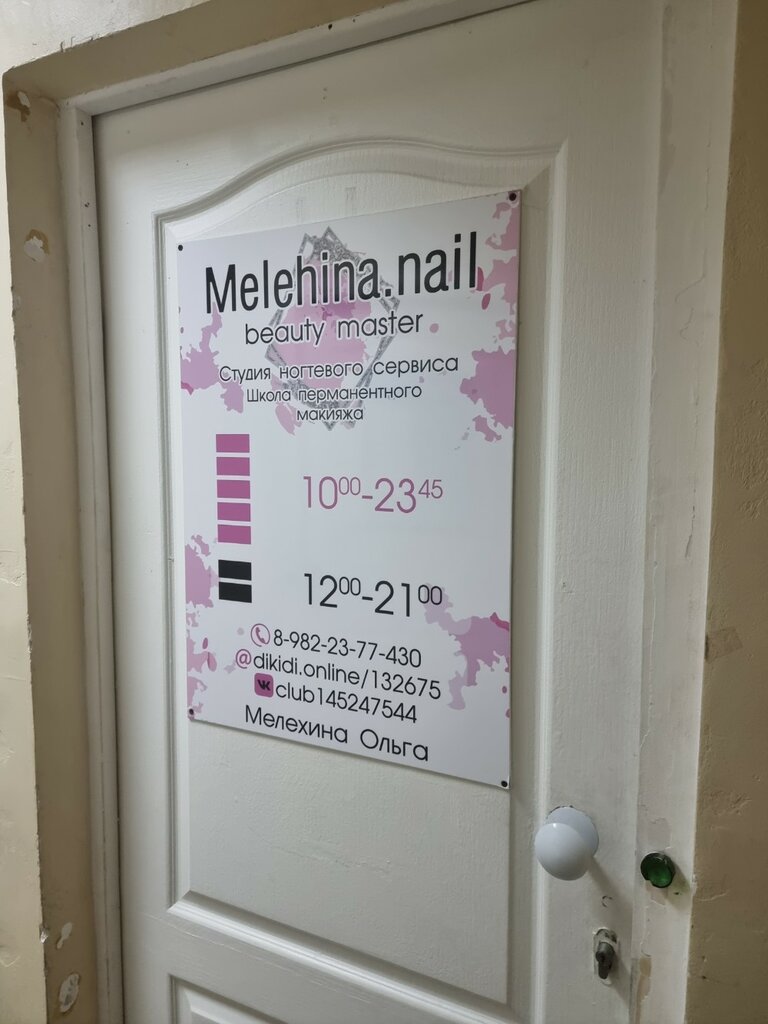 Melehina.nail
beauty master
Студия ногтевого сервиса
Школа перманентного
макияжа
10⁰⁰-23⁴⁵
12⁰⁰-21⁰⁰
8-982-23-77-430
@dikidi.online/132675
club145247544
Мелехина Ольга